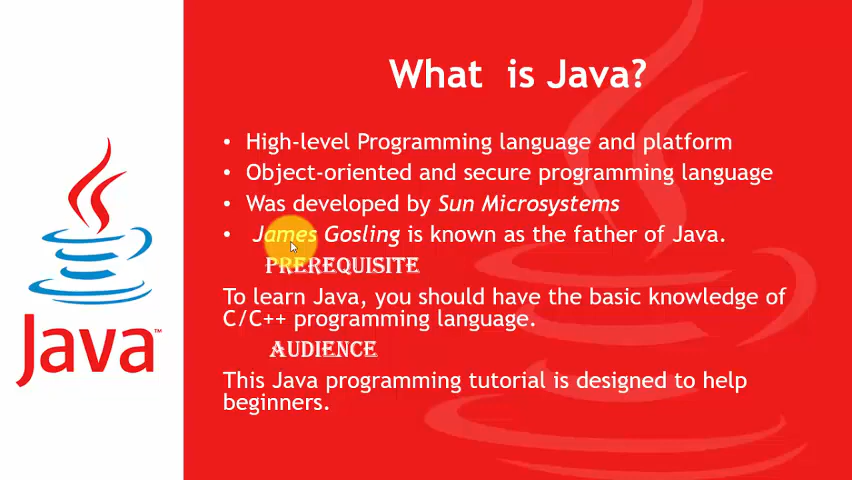 What is Java?
• High-level Programming language and platform
• Object-oriented and secure programming language
• Was developed by Sun Microsystems
• James Gosling is known as the father of Java.
PREREQUISITE
To learn Java, you should have the basic knowledge of
C/C++ programming language.
AUDIENCE
This Java programming tutorial is designed to help
beginners.
Java™